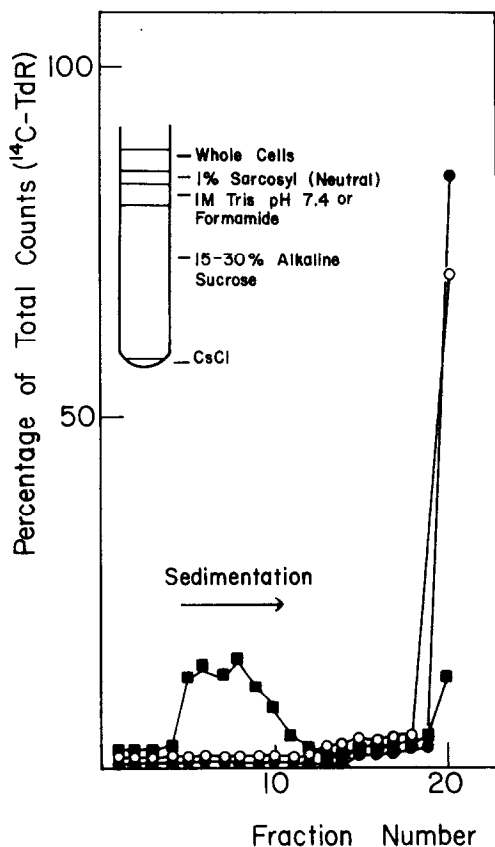 Percentage of Total Counts (¹⁴C-TdR)
100
50
Whole Cells
1% Sarcosyl (Neutral)
1M Tris pH 7.4 or
Formamide
15-30% Alkaline
Sucrose
CsCl
Sedimentation
10
20
Fraction Number